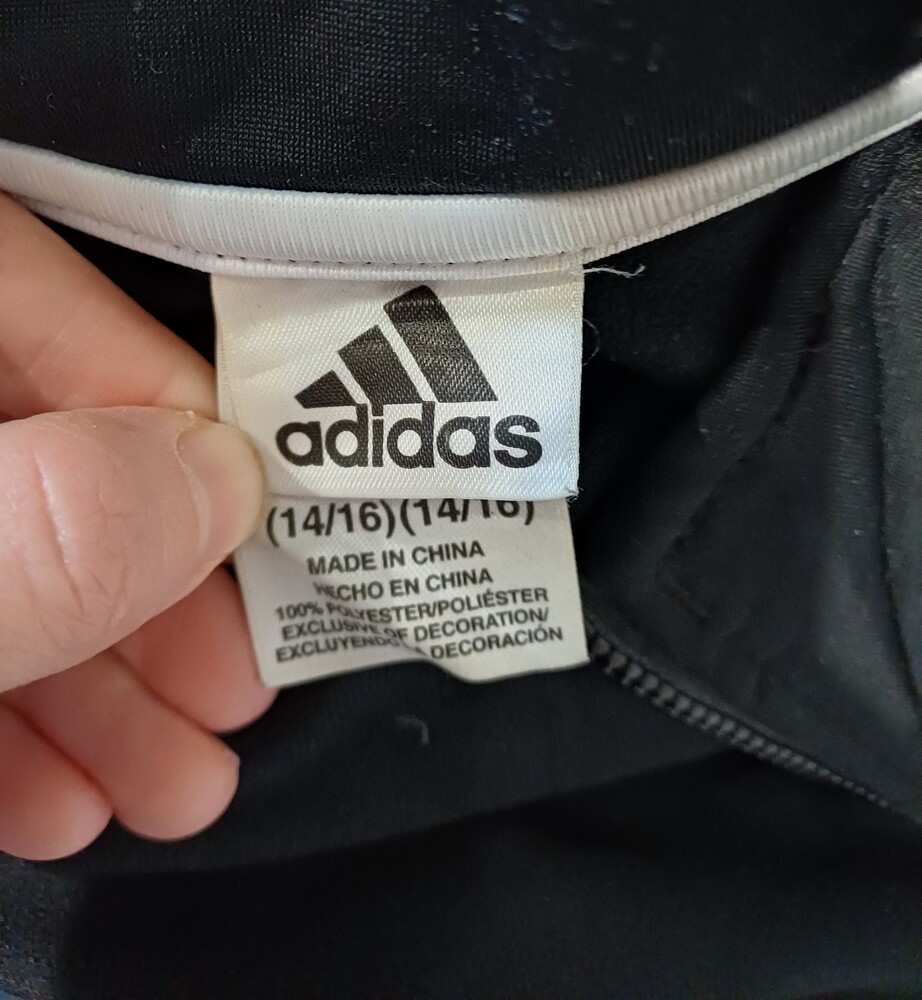 adidas
(14/16)(14/16)
MADE IN CHINA
HECHO EN CHINA
100% POLYESTER/POLIÉSTER
EXCLUSIVE OF DECORATION/
EXCLUYENDO LA DECORACIÓN